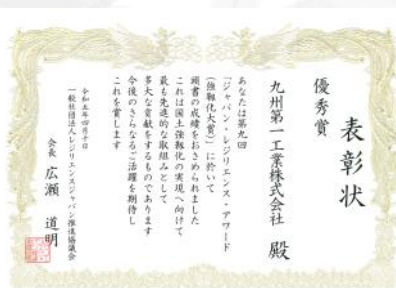 表彰状
優秀賞
九州第一工業株式会社 殿
あなたは第九回
「ジャパン・レジリエンス・アワード
(強靱化大賞)」に於いて
頭書の成績をおさめられました
これは国土強靱化の実現へ向けて
最も先進的な取組みとして
多大な貢献をするものであります
今後のさらなるご活躍を期待し
これを賞します
令和五年四月十日
一般社団法人レジリエンスジャパン推進協議会
会長 広瀬 道明